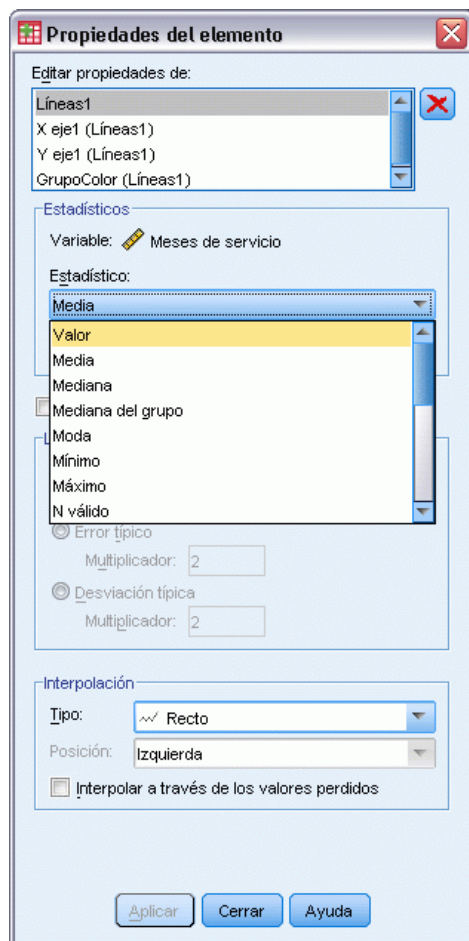 Propiedades del elemento
Editar propiedades de:
Líneas1
X eje1 (Líneas1)
Y eje1 (Líneas1)
GrupoColor (Líneas1)
Estadísticos
Variable: Meses de servicio
Estadístico:
Media
Valor
Media
Mediana
Mediana del grupo
Moda
Mínimo
Máximo
N válido
Error típico
Multiplicador: 2
Desviación típica
Multiplicador: 2
Interpolación
Tipo: Recto
Posición: Izquierda
Interpolar a través de los valores perdidos
Aplicar Cerrar Ayuda